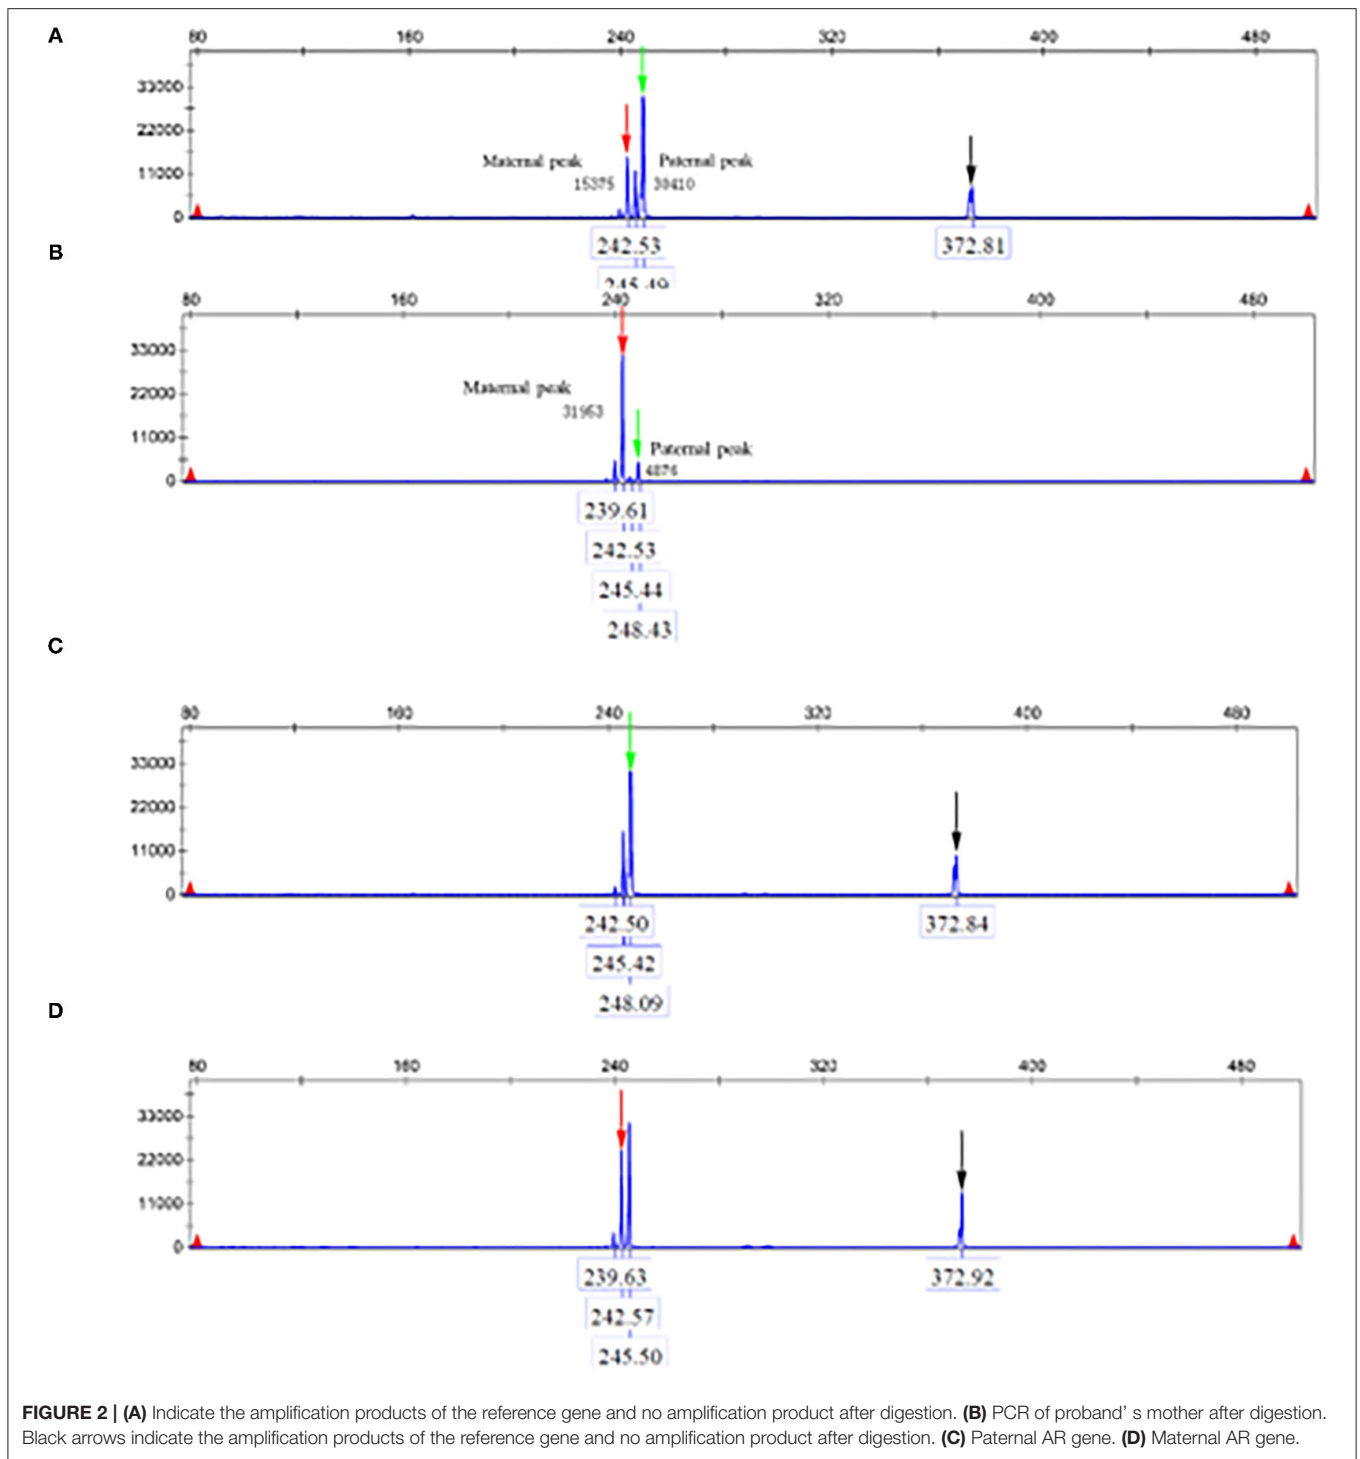 A
80 160 240 320 400 480
33000
22000
Maternal peak Paternal peak
11000 15375 30410
0
242.53 372.81
245.49
B
80 160 240 320 400 480
33000
Maternal peak
22000
31953
11000
Paternal peak
4876
0
239.61
242.53
245.44
248.43
C
80 160 240 320 400 480
33000
22000
11000
0
242.50 372.84
245.42
248.09
D
80 160 240 320 400 480
33000
22000
11000
0
239.63 372.92
242.57
245.50
FIGURE 2 | (A) Indicate the amplification products of the reference gene and no amplification product after digestion. (B) PCR of proband' s mother after digestion.
Black arrows indicate the amplification products of the reference gene and no amplification product after digestion. (C) Paternal AR gene. (D) Maternal AR gene.